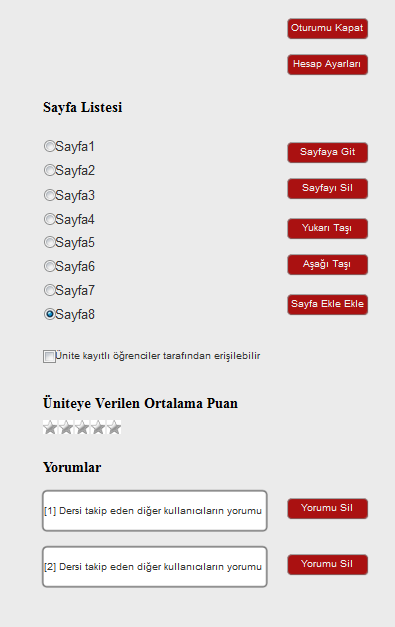 Oturumu Kapat
Hesap Ayarları
Sayfa Listesi
Sayfa1
Sayfaya Git
Sayfa2
Sayfayı Sil
Sayfa3
Sayfa4
Yukarı Taşı
Sayfa5
Sayfa6
Aşağı Taşı
Sayfa7
Sayfa Ekle Ekle
Sayfa8
Ünite kayıtlı öğrenciler tarafından erişilebilir
Üniteye Verilen Ortalama Puan
Yorumlar
[1] Dersi takip eden diğer kullanıcıların yorumu
Yorumu Sil
[2] Dersi takip eden diğer kullanıcıların yorumu
Yorumu Sil